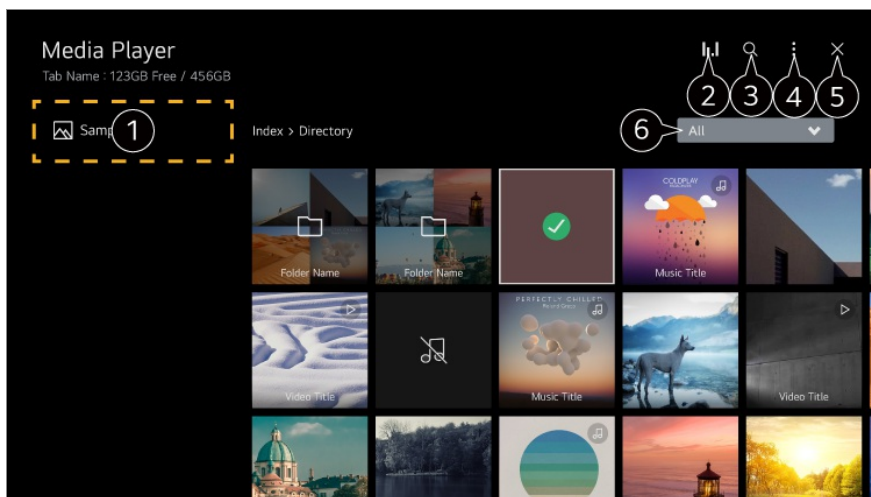 Media Player
Tab Name : 123GB Free / 456GB
2 3 4 5
1
Index > Directory
6 All
COLDPLAY
Folder Name
Folder Name
Music Title
PERFECTLY CHILLED
Video Title
Music Title
Video Title